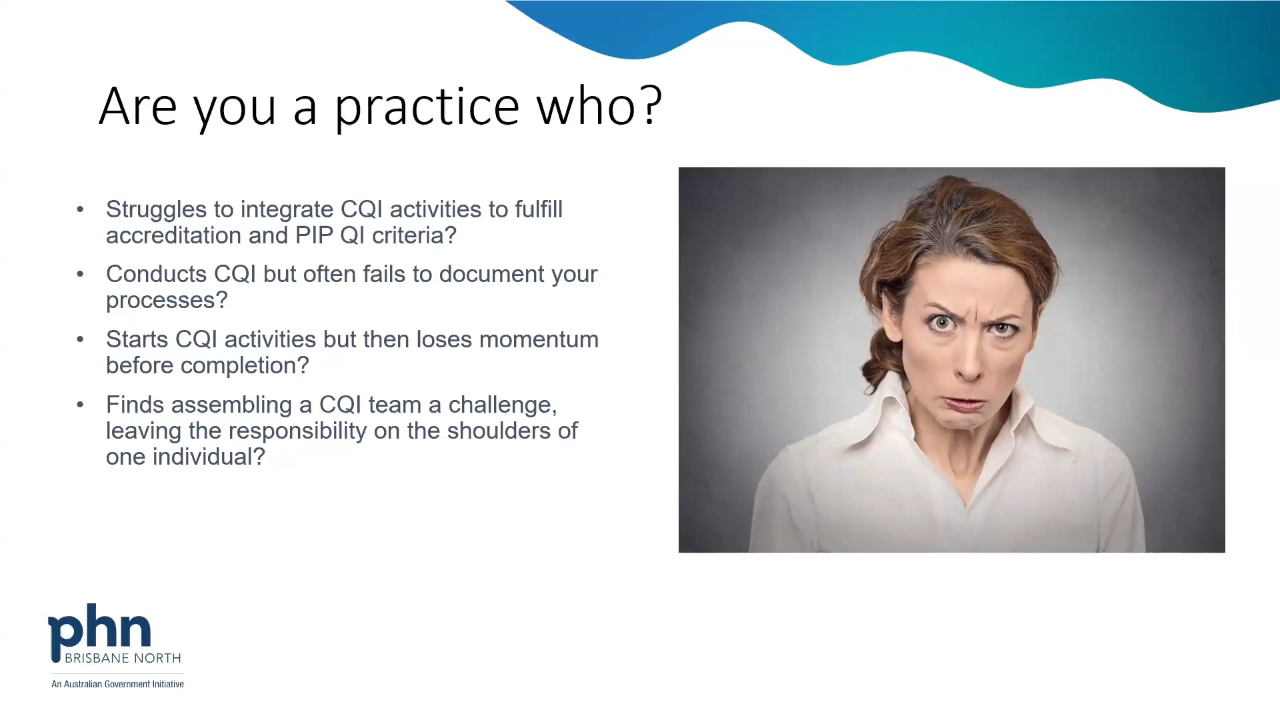 Are you a practice who?
• Struggles to integrate CQI activities to fulfill
accreditation and PIP QI criteria?
• Conducts CQI but often fails to document your
processes?
• Starts CQI activities but then loses momentum
before completion?
• Finds assembling a CQI team a challenge,
leaving the responsibility on the shoulders of
one individual?
phn
BRISBANE NORTH
An Australian Government Initiative